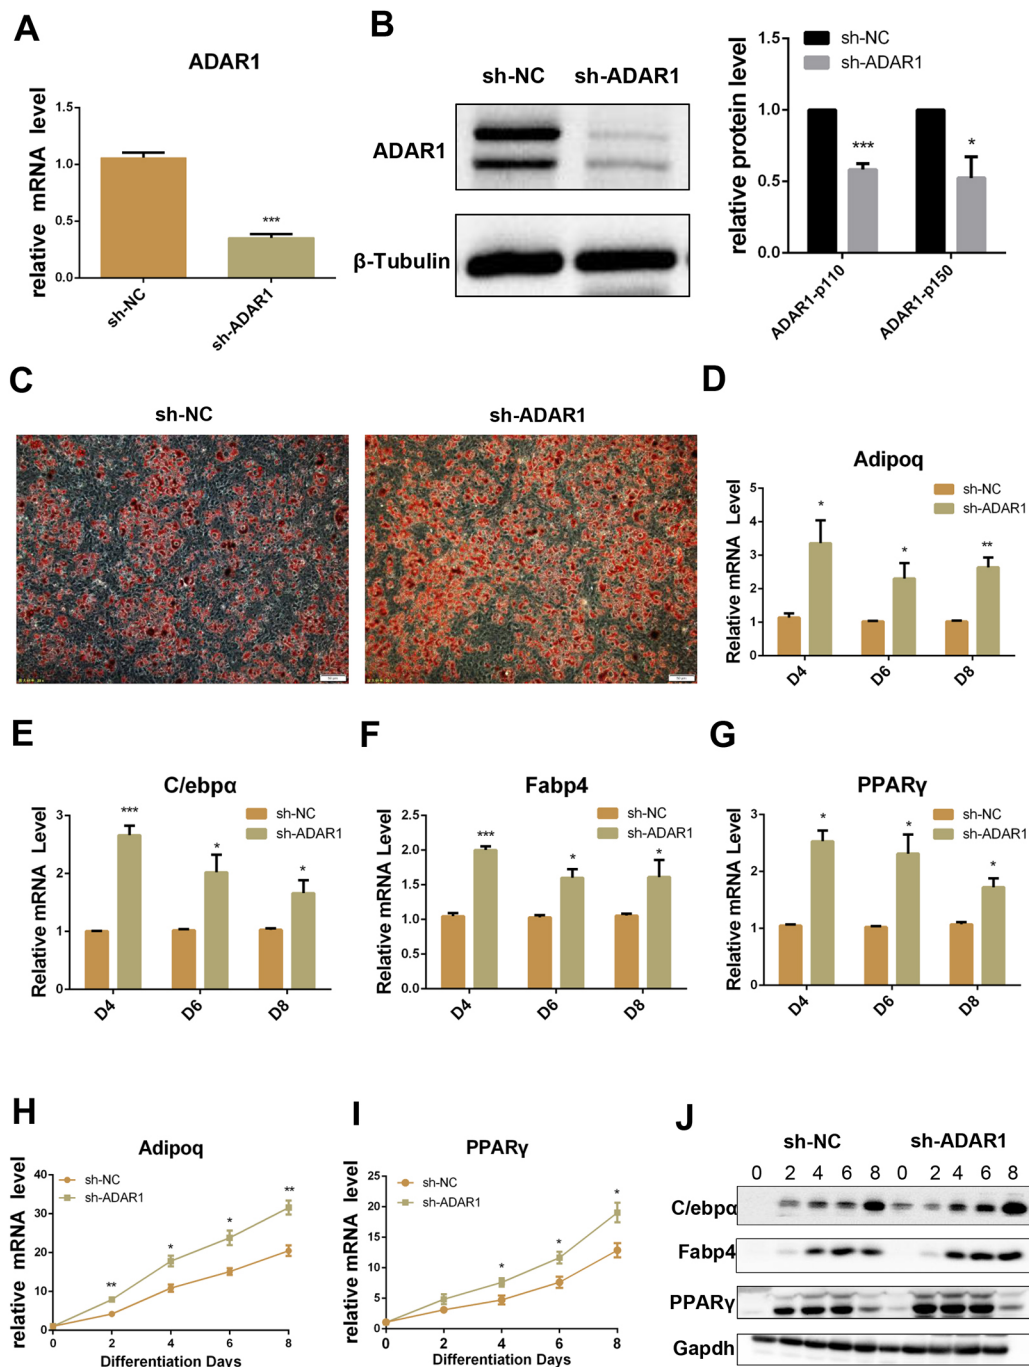 A
ADAR1
relative mRNA level
1.5
1.0
0.5
0.0
***
sh-NC
sh-ADAR1
B
sh-NC sh-ADAR1
ADAR1
β-Tubulin
relative protein level
1.5
1.0
0.5
0.0
sh-NC
sh-ADAR1
***
*
ADAR1-p110
ADAR1-p150
C
sh-NC
sh-ADAR1
D
Adipoq
Relative mRNA Level
5
4
3
2
1
0
sh-NC
sh-ADAR1
*
*
**
D4
D6
D8
E
C/ebpα
Relative mRNA Level
3
2
1
0
sh-NC
sh-ADAR1
***
*
*
D4
D6
D8
F
Fabp4
Relative mRNA Level
2.5
2.0
1.5
1.0
0.5
0.0
sh-NC
sh-ADAR1
***
*
*
D4
D6
D8
G
PPARγ
Relative mRNA Level
3
2
1
0
sh-NC
sh-ADAR1
*
*
*
D4
D6
D8
H
Adipoq
relative mRNA level
40
30
20
10
0
sh-NC
sh-ADAR1
**
*
*
**
0 2 4 6 8
Differentiation Days
I
PPARγ
relative mRNA level
25
20
15
10
5
0
sh-NC
sh-ADAR1
*
*
*
0 2 4 6 8
Differentiation Days
J
sh-NC sh-ADAR1
0 2 4 6 8 0 2 4 6 8
C/ebpα
Fabp4
PPARγ
Gapdh